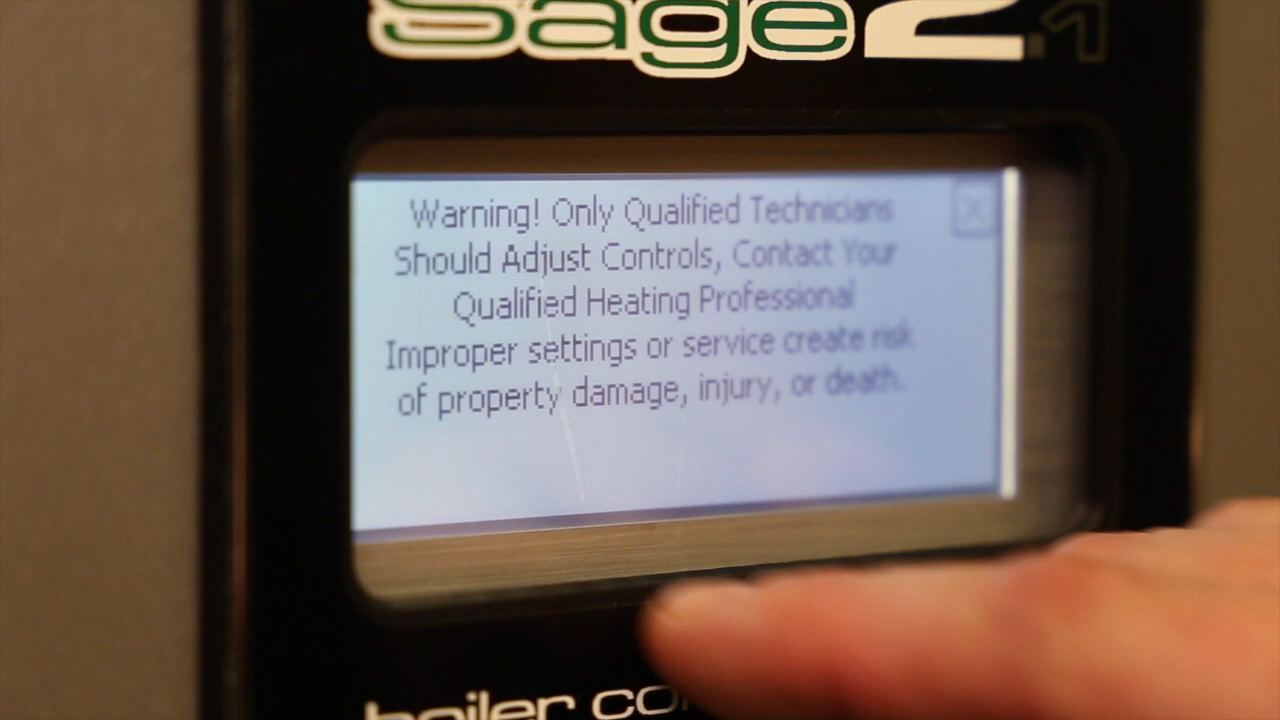 Sage2.1
Warning! Only Qualified Technicians
Should Adjust Controls, Contact Your
Qualified Heating Professional
Improper settings or service create risk
of property damage, injury, or death.
boiler